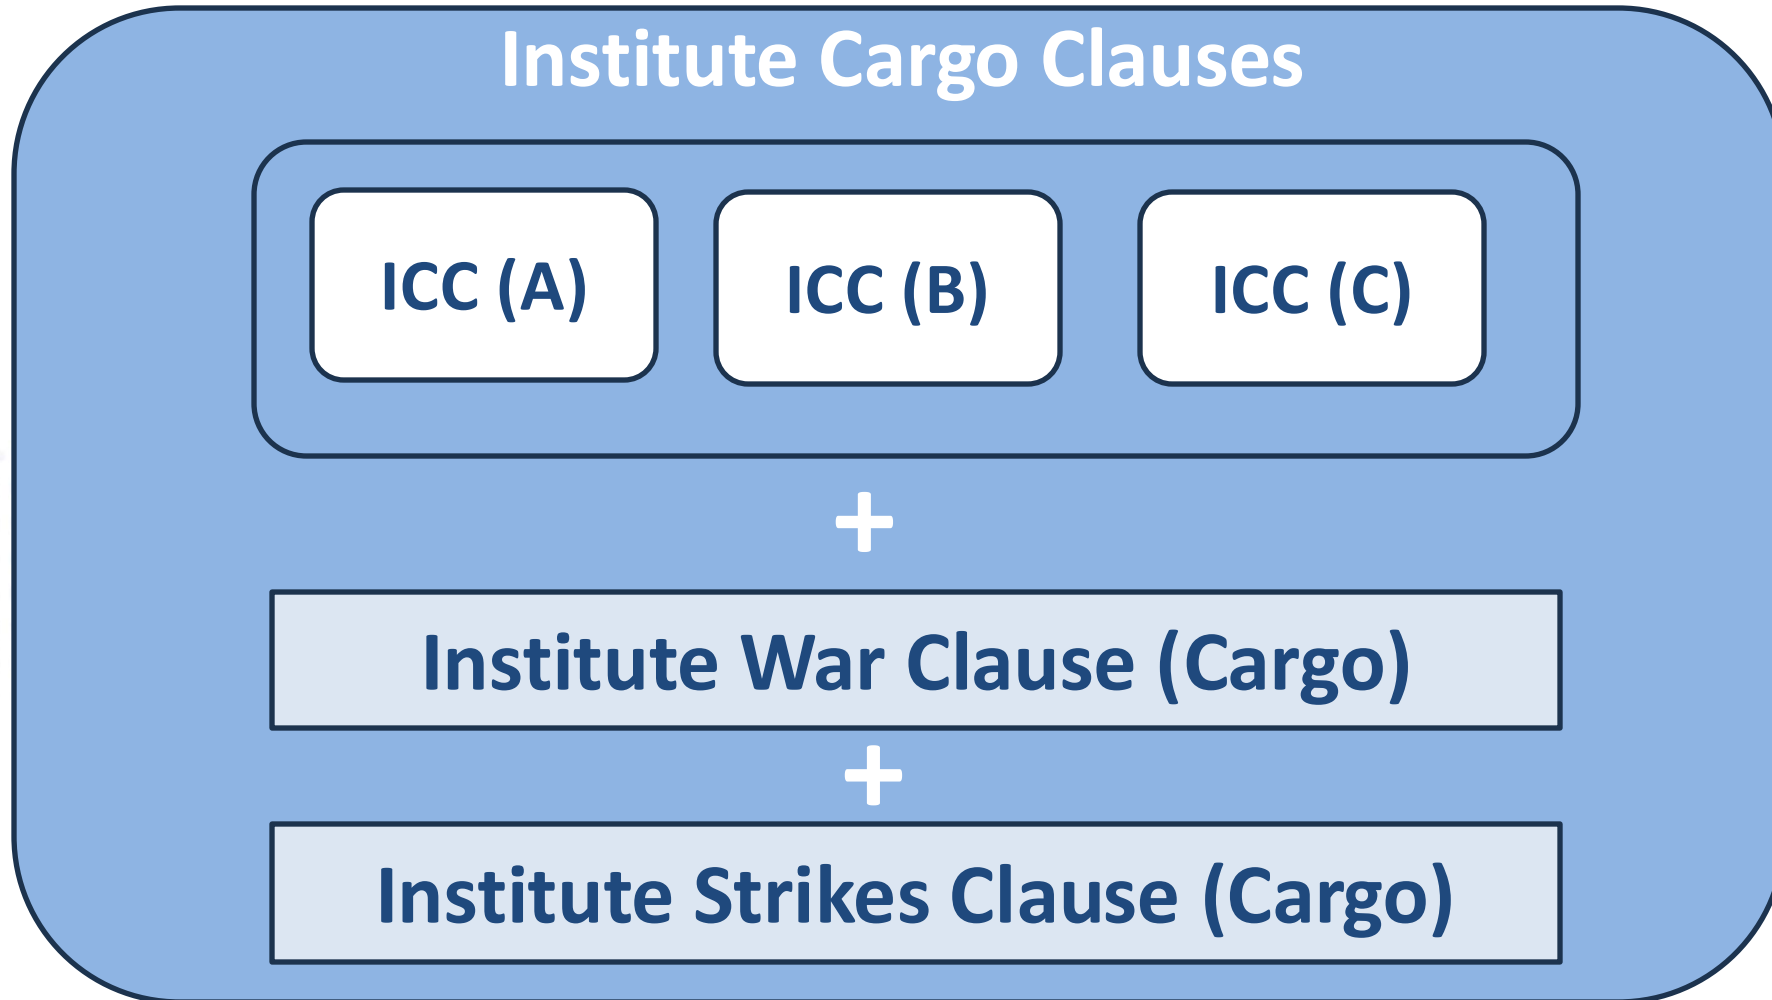 Institute Cargo Clauses
ICC (A)
ICC (B)
ICC (C)
+
Institute War Clause (Cargo)
+
Institute Strikes Clause (Cargo)